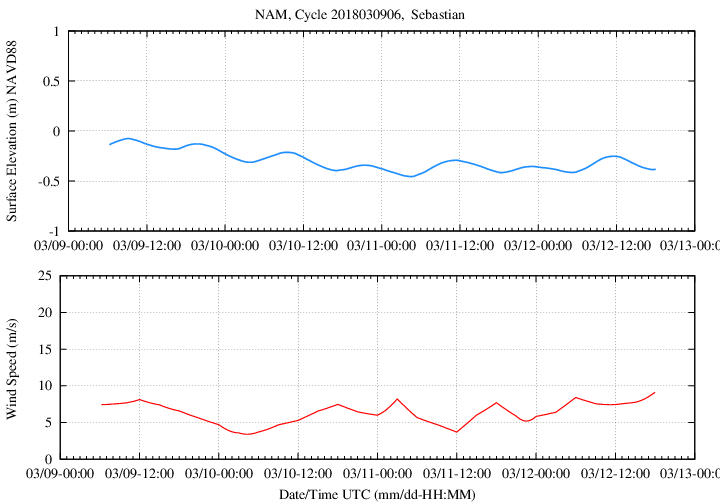 NAM, Cycle 2018030906,  Sebastian
Surface Elevation (m) NAVD88
1
0.5
0
-0.5
-1
03/09-00:00 03/09-12:00 03/10-00:00 03/10-12:00 03/11-00:00 03/11-12:00 03/12-00:00 03/12-12:00 03/13-00:0
Wind Speed (m/s)
25
20
15
10
5
0
03/09-00:00 03/09-12:00 03/10-00:00 03/10-12:00 03/11-00:00 03/11-12:00 03/12-00:00 03/12-12:00 03/13-00:0
Date/Time UTC (mm/dd-HH:MM)